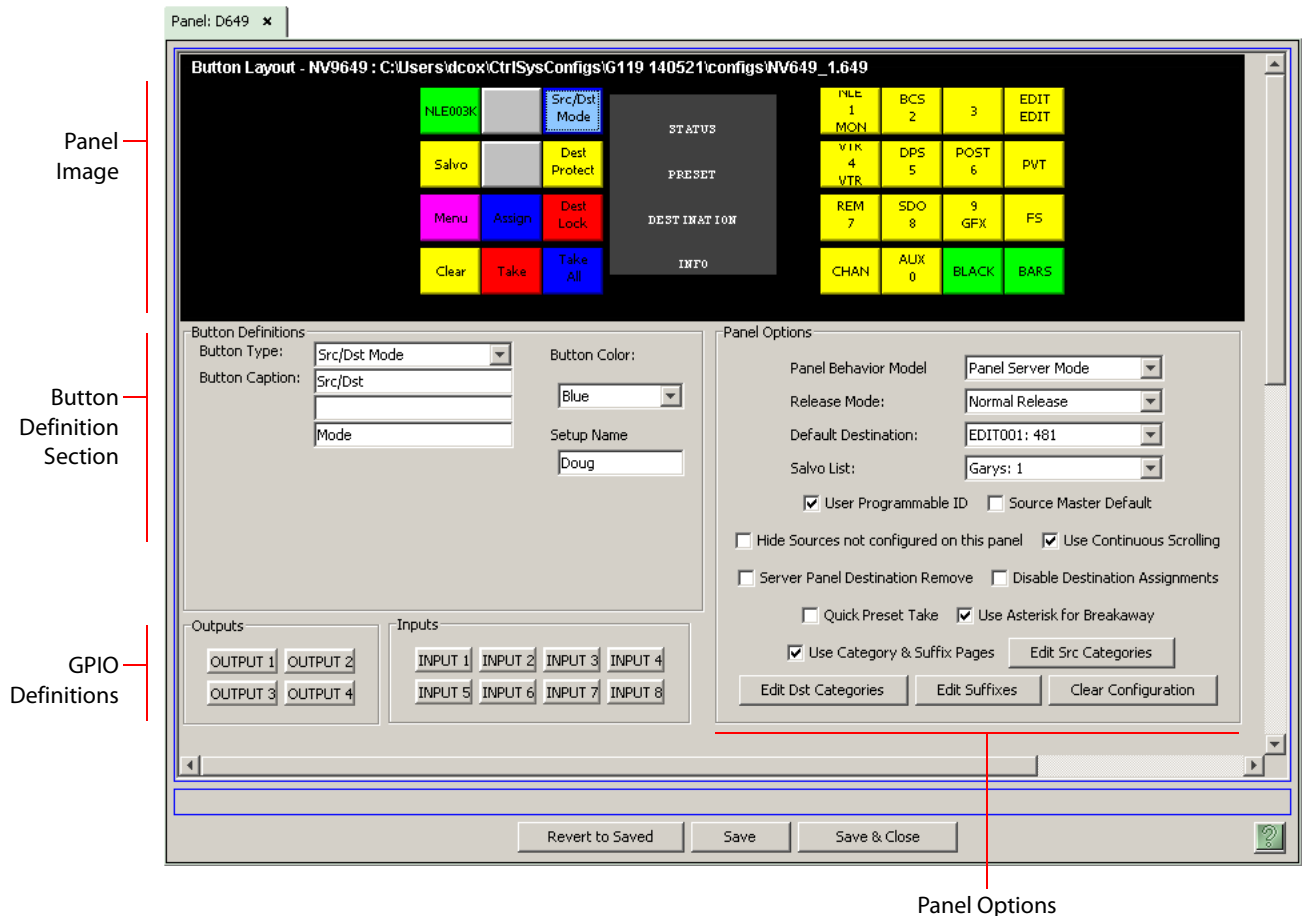 Panel: D649
Button Layout - NV9649 : C:\Users\dcox\CtrlSysConfigs\G119 140521\configs\NV649_1.649
Panel
Image
NLE003K
Src/Dst
Mode
Salvo
Dest
Protect
Menu
Assign
Dest
Lock
Clear
Take
Take
All
STATUS
PRESET
DESTINATION
INFO
NLE
1
MON
BCS
2
3
EDIT
EDIT
VTR
4
VTR
DPS
5
POST
6
PVT
REM
7
SDO
8
9
GFX
FS
CHAN
AUX
0
BLACK
BARS
Button
Definition
Section
Button Definitions
Button Type:
Src/Dst Mode
Button Caption:
Src/Dst
Mode
Button Color:
Blue
Setup Name
Doug
Panel Options
Panel Behavior Model
Panel Server Mode
Release Mode:
Normal Release
Default Destination:
EDIT001: 481
Salvo List:
Garys: 1
User Programmable ID
Source Master Default
Hide Sources not configured on this panel
Use Continuous Scrolling
Server Panel Destination Remove
Disable Destination Assignments
Quick Preset Take
Use Asterisk for Breakaway
Use Category & Suffix Pages
Edit Src Categories
Edit Dst Categories
Edit Suffixes
Clear Configuration
GPIO
Definitions
Outputs
OUTPUT 1
OUTPUT 2
OUTPUT 3
OUTPUT 4
Inputs
INPUT 1
INPUT 2
INPUT 3
INPUT 4
INPUT 5
INPUT 6
INPUT 7
INPUT 8
Revert to Saved
Save
Save & Close
?
Panel Options